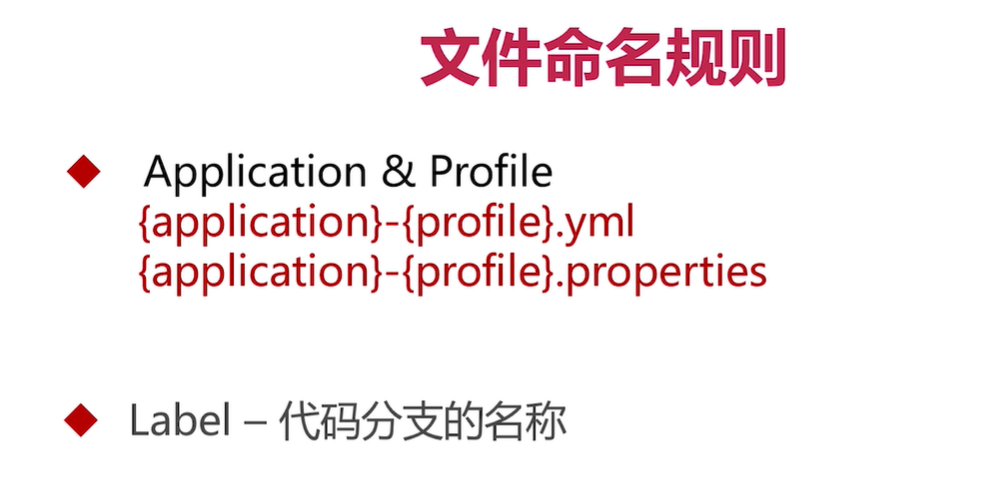 文件命名规则
Application & Profile
{application}-{profile}.yml
{application}-{profile}.properties
Label – 代码分支的名称